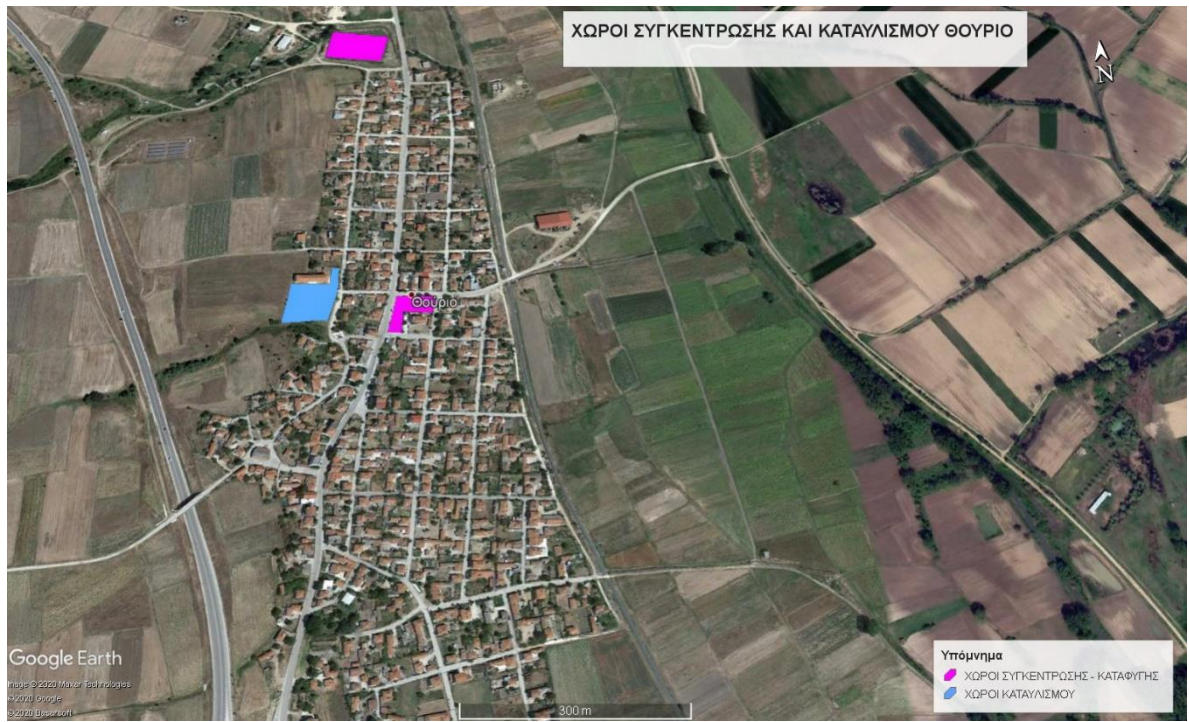 ΧΩΡΟΙ ΣΥΓΚΕΝΤΡΩΣΗΣ ΚΑΙ ΚΑΤΑΥΛΙΣΜΟΥ ΘΟΥΡΙΟ
N
Θούριο
Google Earth
Image © 2020 Maxar Technologies
© 2020 Google
© 2020 Basarsoft
300 m
Υπόμνημα
ΧΩΡΟΙ ΣΥΓΚΕΝΤΡΩΣΗΣ - ΚΑΤΑΦΥΓΗΣ
ΧΩΡΟΙ ΚΑΤΑΥΛΙΣΜΟΥ